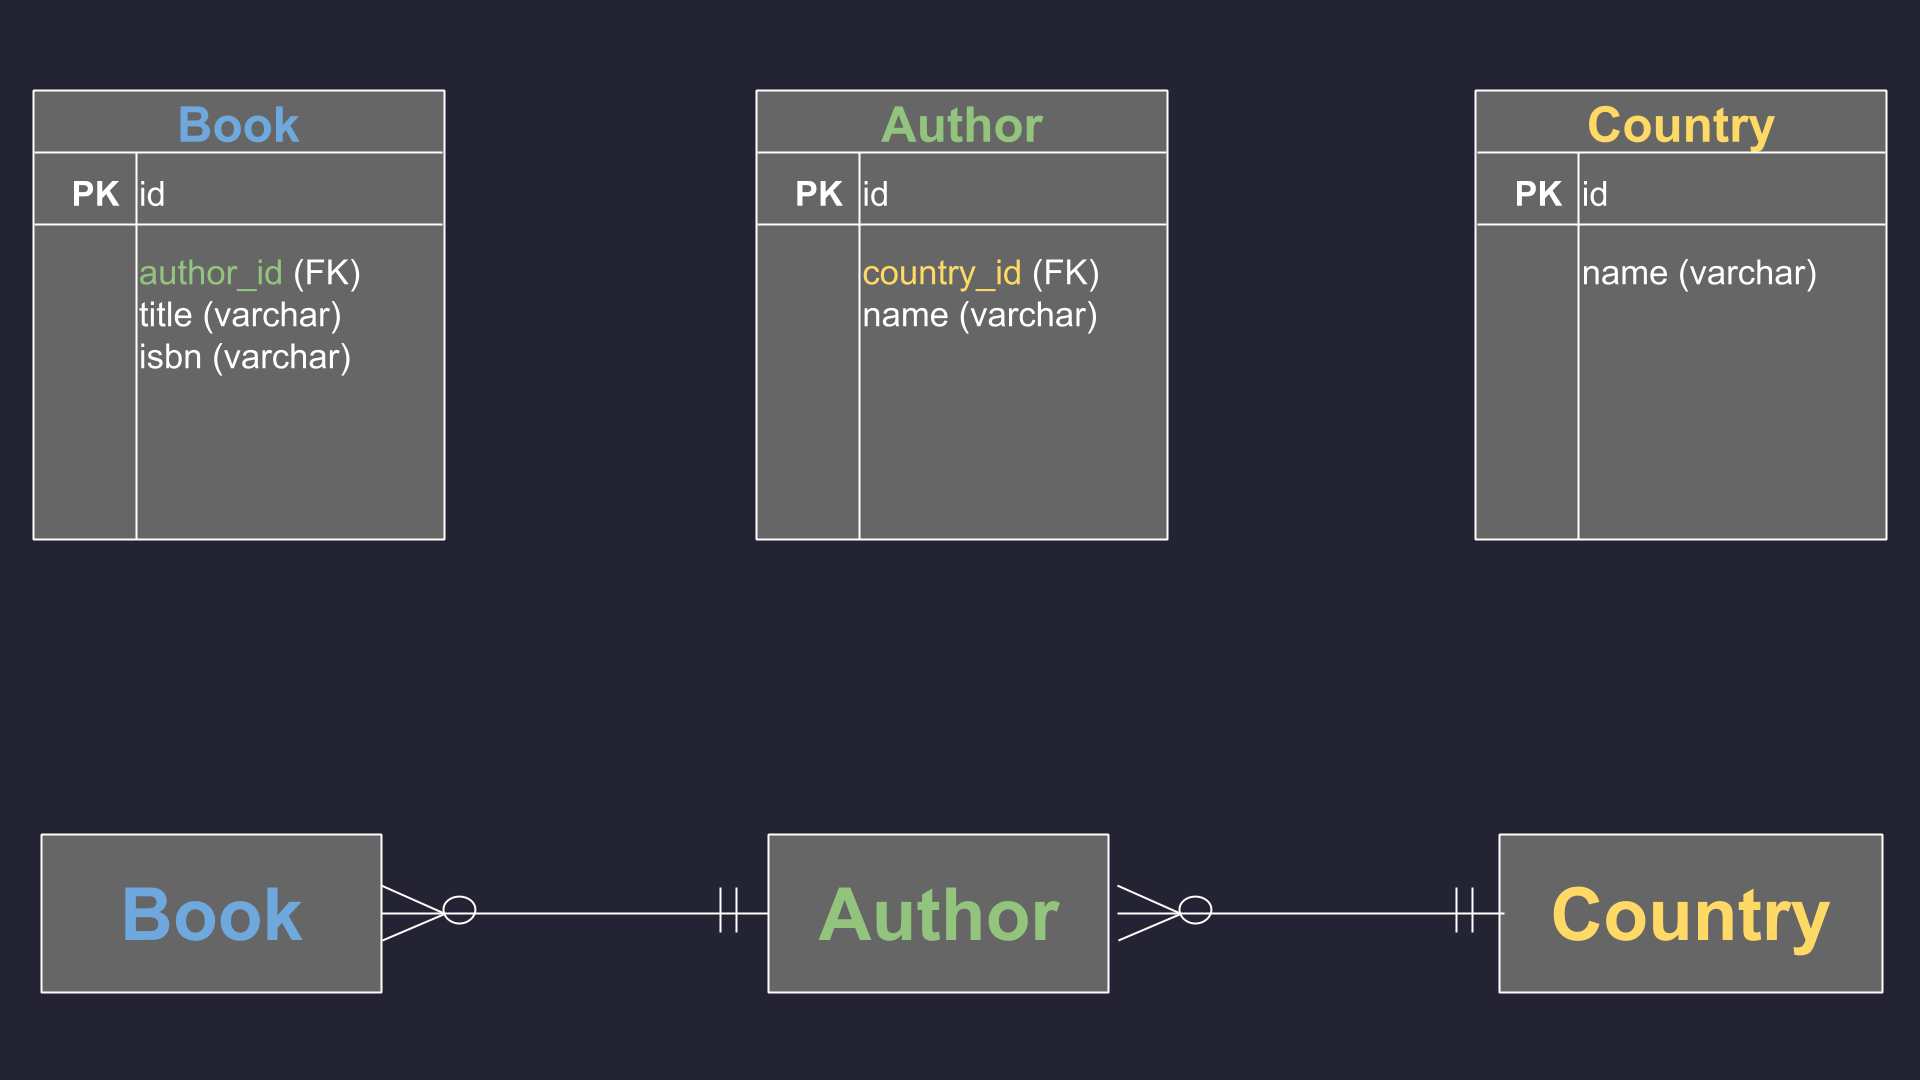 Book
PK id
author_id (FK)
title (varchar)
isbn (varchar)
Author
PK id
country_id (FK)
name (varchar)
Country
PK id
name (varchar)
Book
Author
Country